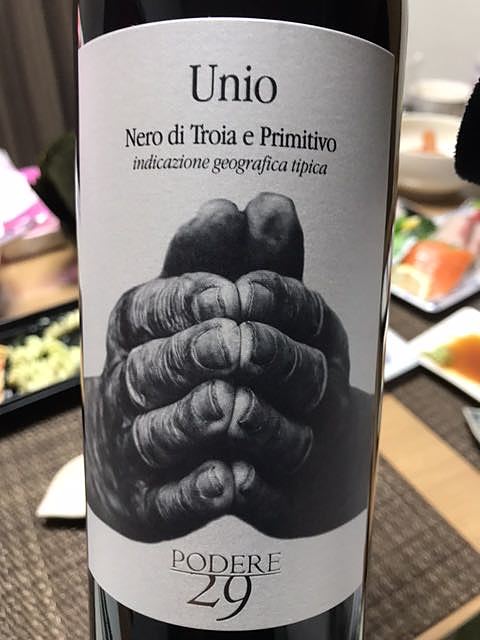 Unio
Nero di Troia e Primitivo
indicazione geografica tipica
PODERE
29